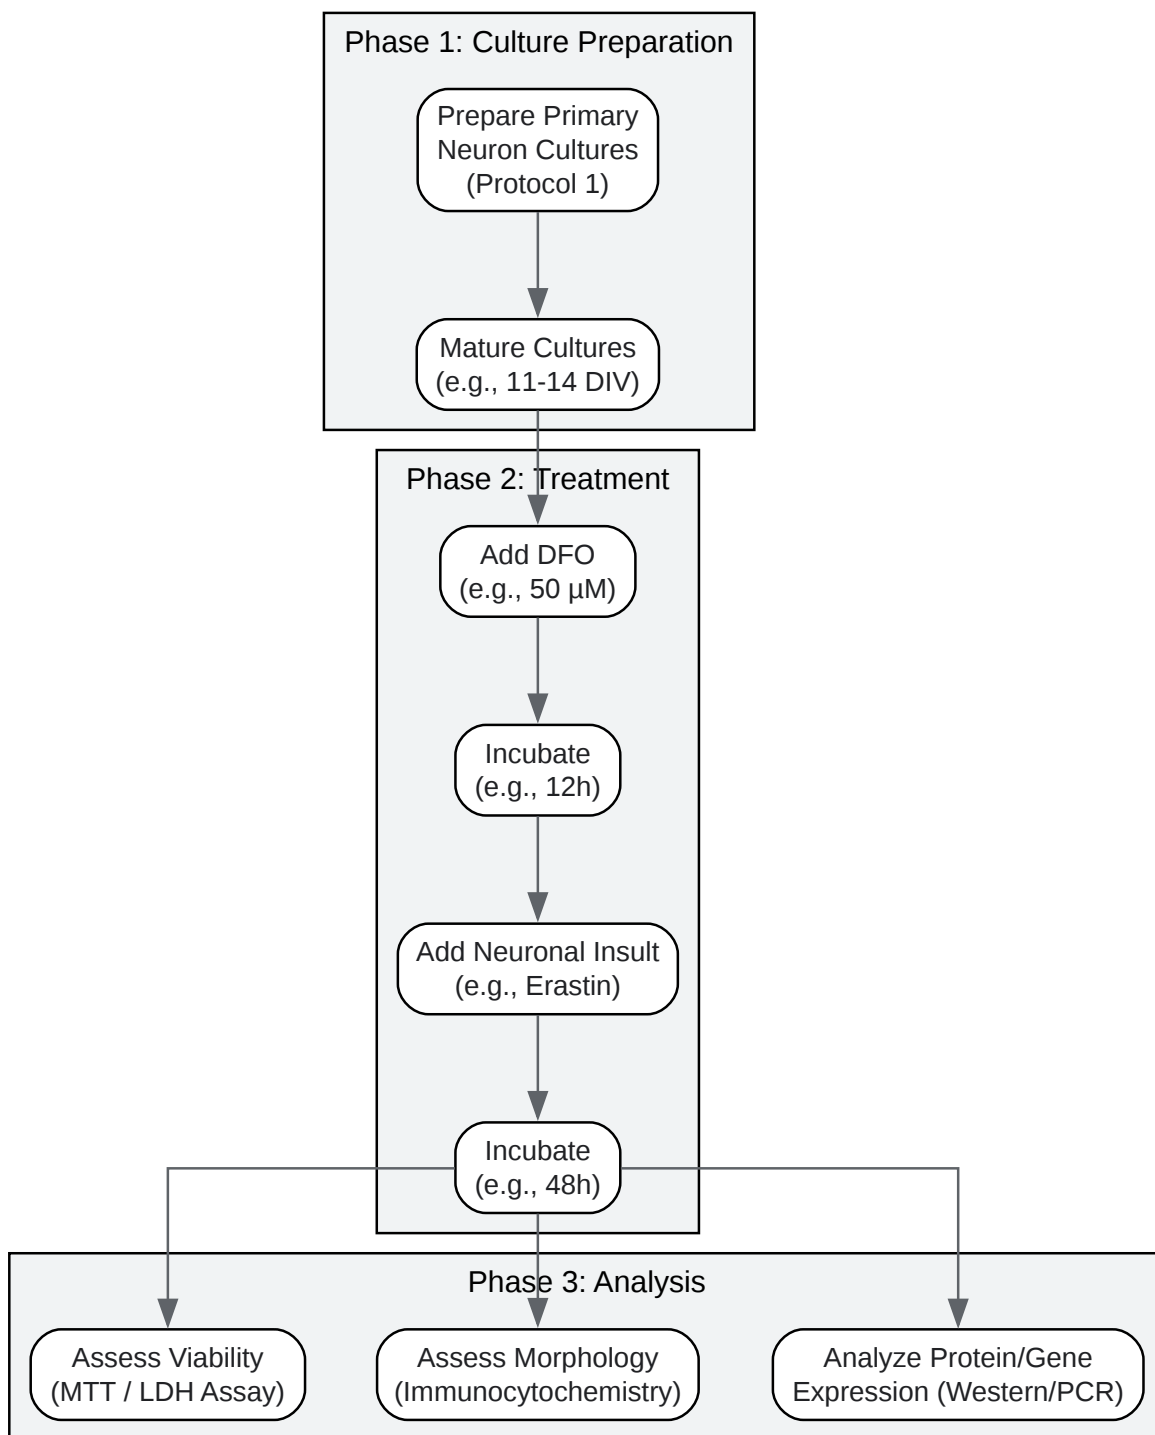 Phase 1: Culture Preparation
Prepare Primary
Neuron Cultures
(Protocol 1)
Mature Cultures
(e.g., 11-14 DIV)
Phase 2: Treatment
Add DFO
(e.g., 50 µM)
Incubate
(e.g., 12h)
Add Neuronal Insult
(e.g., Erastin)
Incubate
(e.g., 48h)
Phase 3: Analysis
Assess Viability
(MTT / LDH Assay)
Assess Morphology
(Immunocytochemistry)
Analyze Protein/Gene
Expression (Western/PCR)